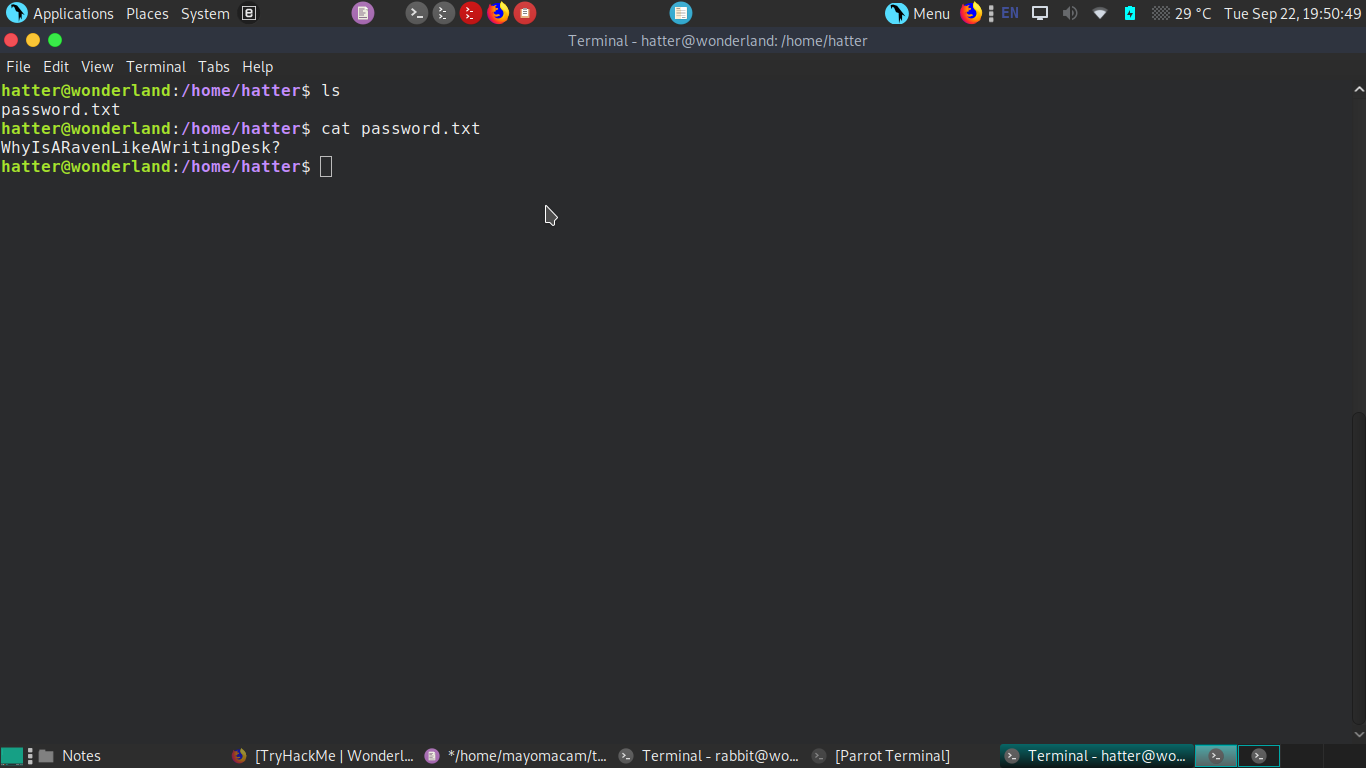 Applications Places System Menu EN 29 °C Tue Sep 22, 19:50:49
Terminal - hatter@wonderland: /home/hatter
File Edit View Terminal Tabs Help
hatter@wonderland:/home/hatter$ ls
password.txt
hatter@wonderland:/home/hatter$ cat password.txt
WhyIsARavenLikeAWritingDesk?
hatter@wonderland:/home/hatter$
Notes [TryHackMe | Wonderl... */home/mayomacam/t... Terminal - rabbit@wo... [Parrot Terminal] Terminal - hatter@wo...